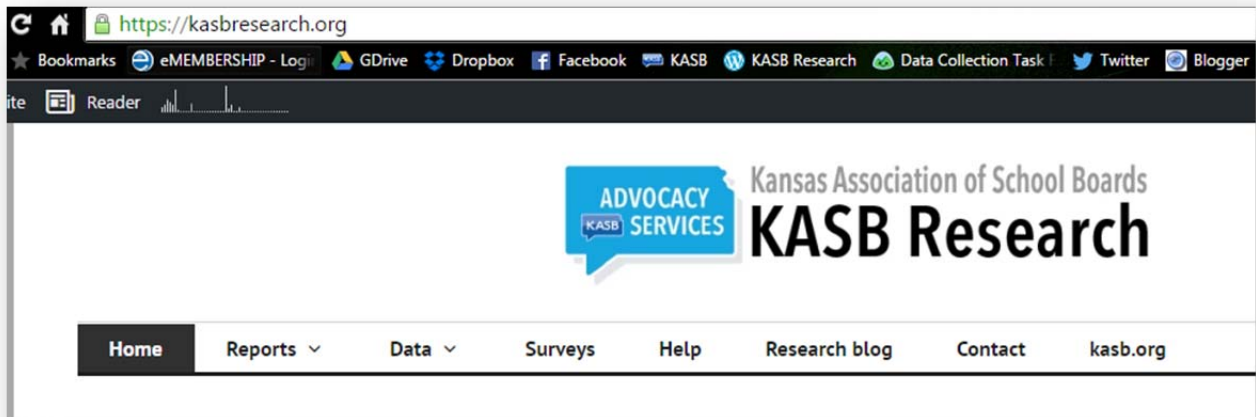 https://kasbresearch.org
Bookmarks eMEMBERSHIP - Logi GDrive Dropbox Facebook KASB KASB Research Data Collection Task F Twitter Blogger
ite Reader
ADVOCACY
KASB SERVICES
Kansas Association of School Boards
KASB Research
Home Reports Data Surveys Help Research blog Contact kasb.org